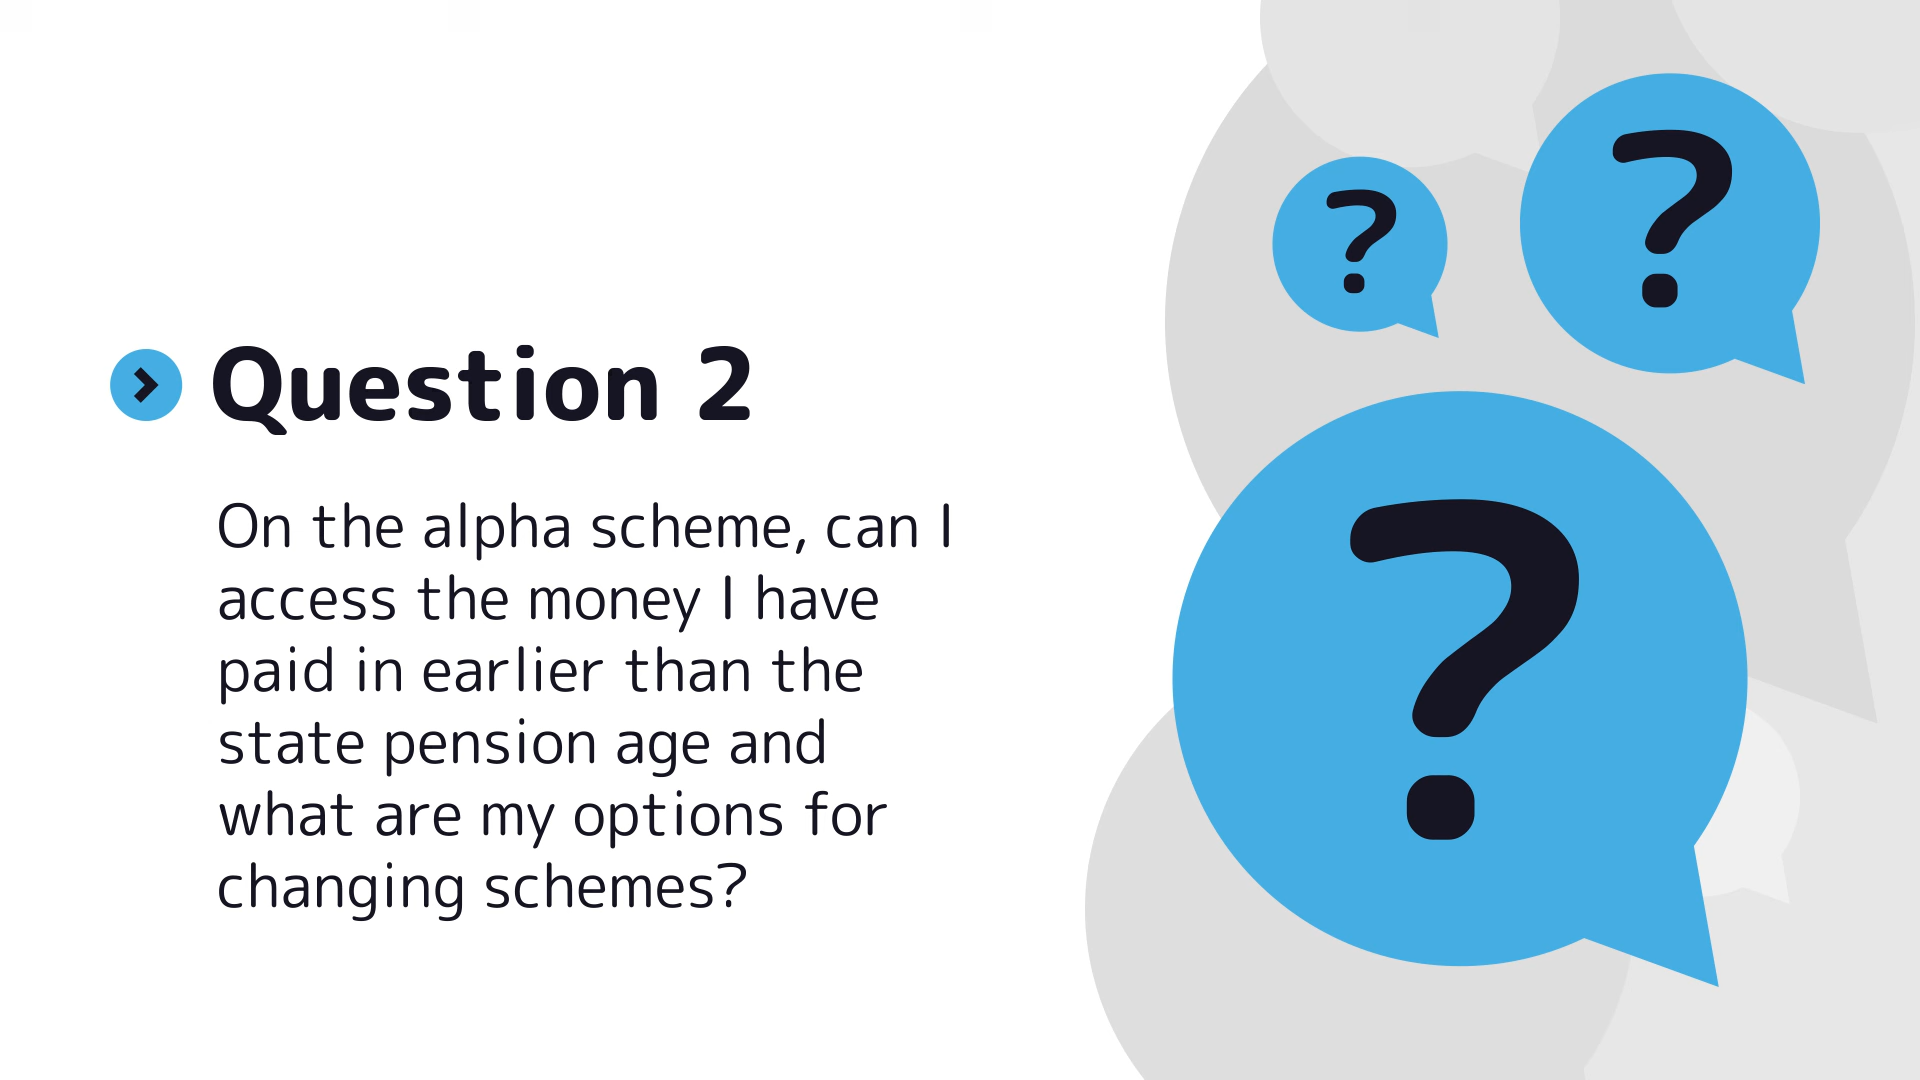 Question 2
On the alpha scheme, can I
access the money I have
paid in earlier than the
state pension age and
what are my options for
changing schemes?
?
?
?